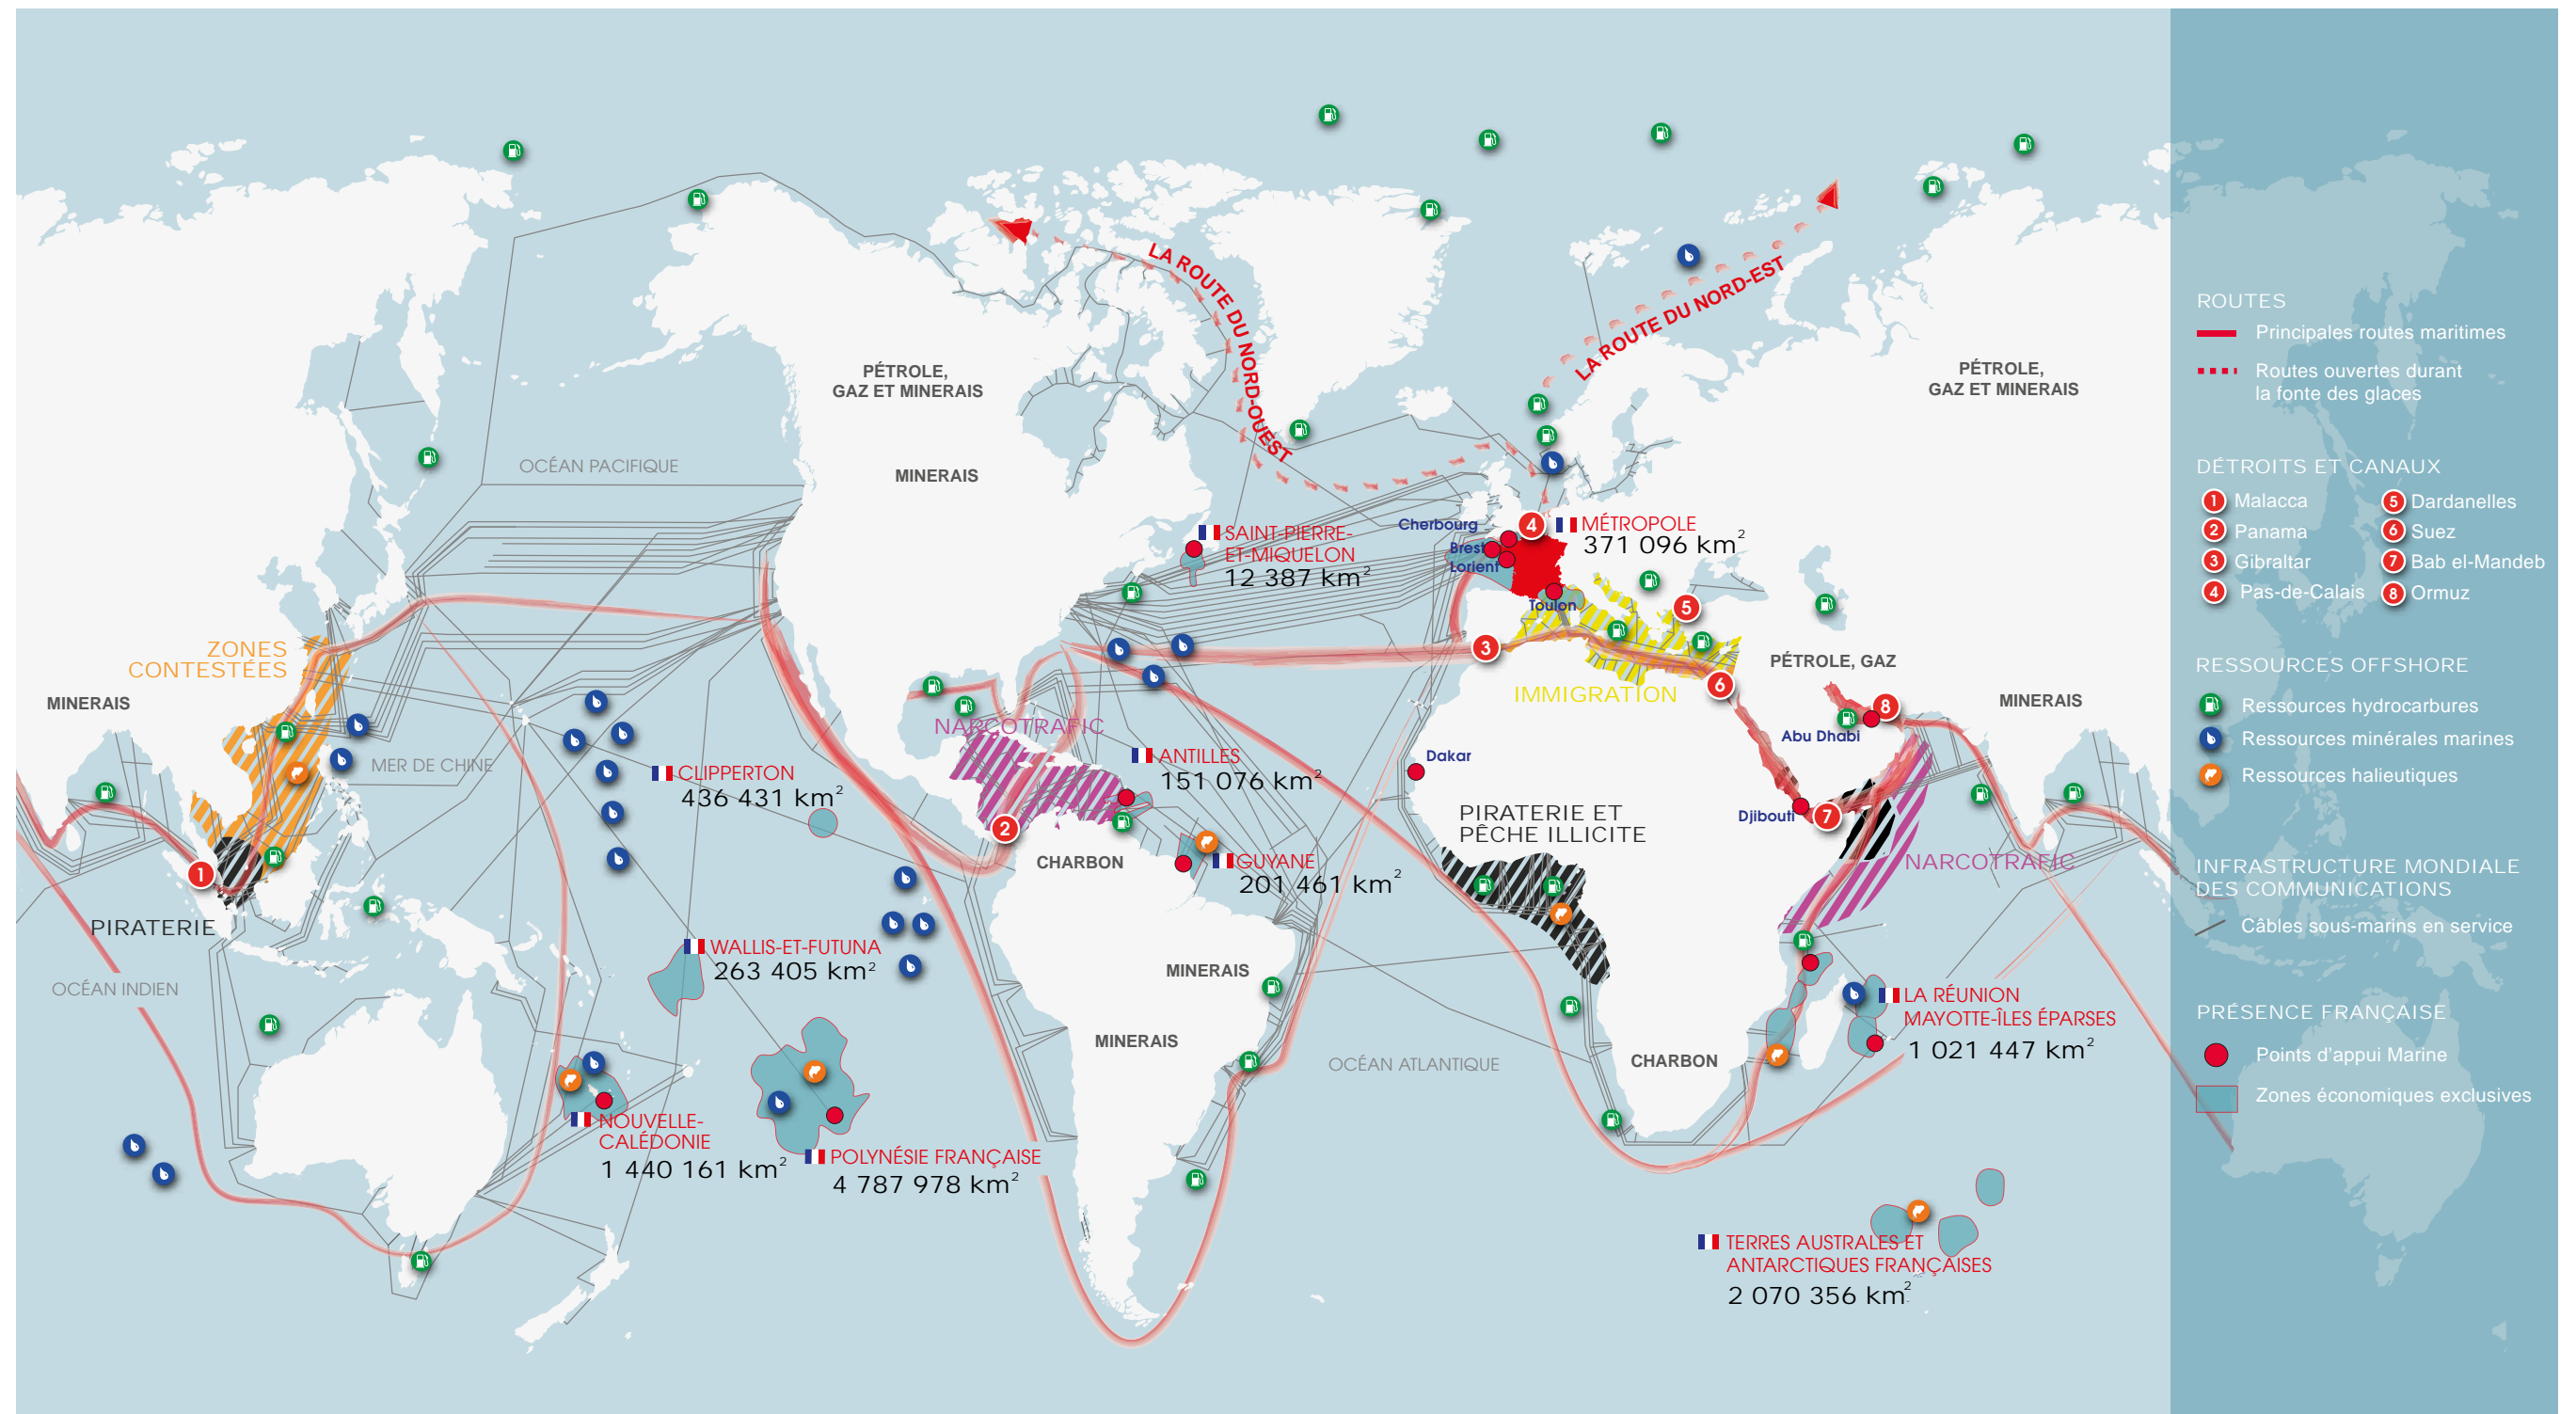 LA ROUTE DU NORD-OUEST
LA ROUTE DU NORD-EST
PÉTROLE,
GAZ ET MINERAIS
PÉTROLE,
GAZ ET MINERAIS
OCÉAN PACIFIQUE
MINERAIS
SAINT-PIERRE-
ET-MIQUELON
12 387 km²
Cherbourg
Brest
Lorient
Toulon
4
MÉTROPOLE
371 096 km²
5
3
6
IMMIGRATION
PÉTROLE, GAZ
8
Abu Dhabi
MINERAIS
ZONES
CONTESTÉES
MINERAIS
MER DE CHINE
NARCOTRAFIC
CLIPPERTON
436 431 km²
ANTILLES
151 076 km²
Dakar
PIRATERIE ET
PÊCHE ILLICITE
Djibouti
7
NARCOTRAFIC
1
2
CHARBON
GUYANE
201 461 km²
PIRATERIE
WALLIS-ET-FUTUNA
263 405 km²
MINERAIS
OCÉAN INDIEN
LA RÉUNION
MAYOTTE-ÎLES ÉPARSES
1 021 447 km²
MINERAIS
OCÉAN ATLANTIQUE
CHARBON
NOUVELLE-
CALÉDONIE
1 440 161 km²
POLYNÉSIE FRANÇAISE
4 787 978 km²
TERRES AUSTRALES ET
ANTARCTIQUES FRANÇAISES
2 070 356 km²
ROUTES
Principales routes maritimes
Routes ouvertes durant
la fonte des glaces
DÉTROITS ET CANAUX
1 Malacca
5 Dardanelles
2 Panama
6 Suez
3 Gibraltar
7 Bab el-Mandeb
4 Pas-de-Calais
8 Ormuz
RESSOURCES OFFSHORE
Ressources hydrocarbures
Ressources minérales marines
Ressources halieutiques
INFRASTRUCTURE MONDIALE
DES COMMUNICATIONS
Câbles sous-marins en service
PRÉSENCE FRANÇAISE
Points d'appui Marine
Zones économiques exclusives